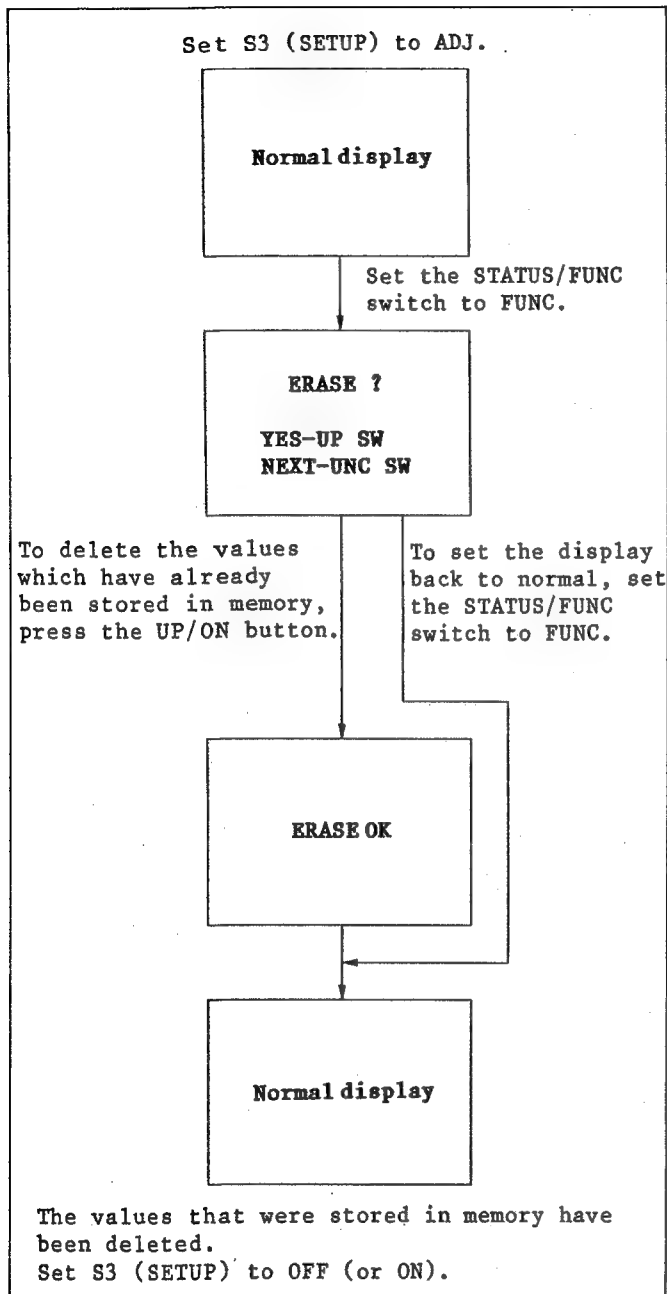 Set S3 (SETUP) to ADJ.
Normal display
Set the STATUS/FUNC
switch to FUNC.
ERASE ?
YES-UP SW
NEXT-UNC SW
To delete the values
which have already
been stored in memory,
press the UP/ON button.
To set the display
back to normal, set
the STATUS/FUNC
switch to FUNC.
ERASE OK
Normal display
The values that were stored in memory have
been deleted.
Set S3 (SETUP) to OFF (or ON).